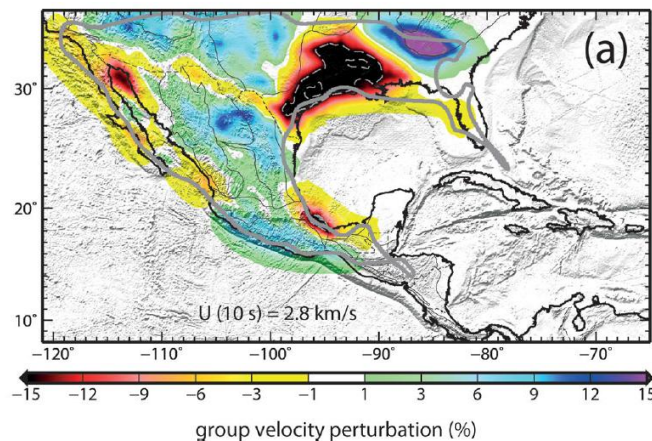 (a)
30°
20°
10°
U (10 s) = 2.8 km/s
−120° −110° −100° −90° −80° −70°
−15 −12 −9 −6 −3 −1 1 3 6 9 12 15
group velocity perturbation (%)